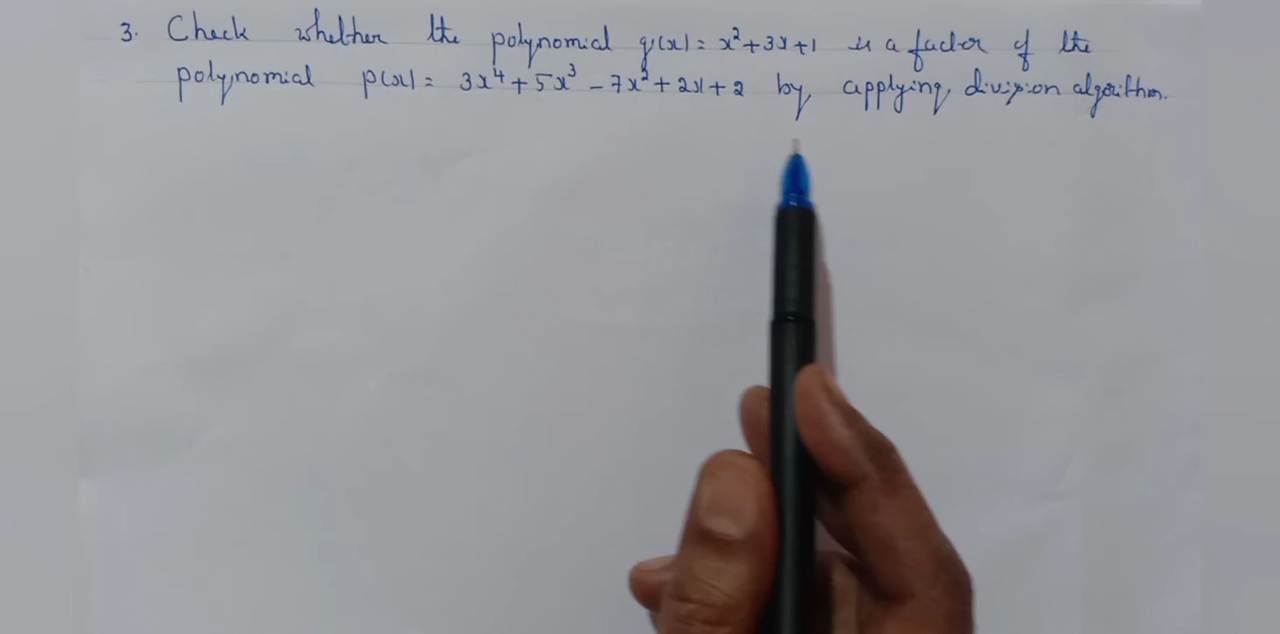 3. Check whether the polynomial g(x) = x² + 3x + 1 is a factor of the
polynomial p(x) = 3x⁴ + 5x³ - 7x² + 2x + 2 by applying division algorithm.